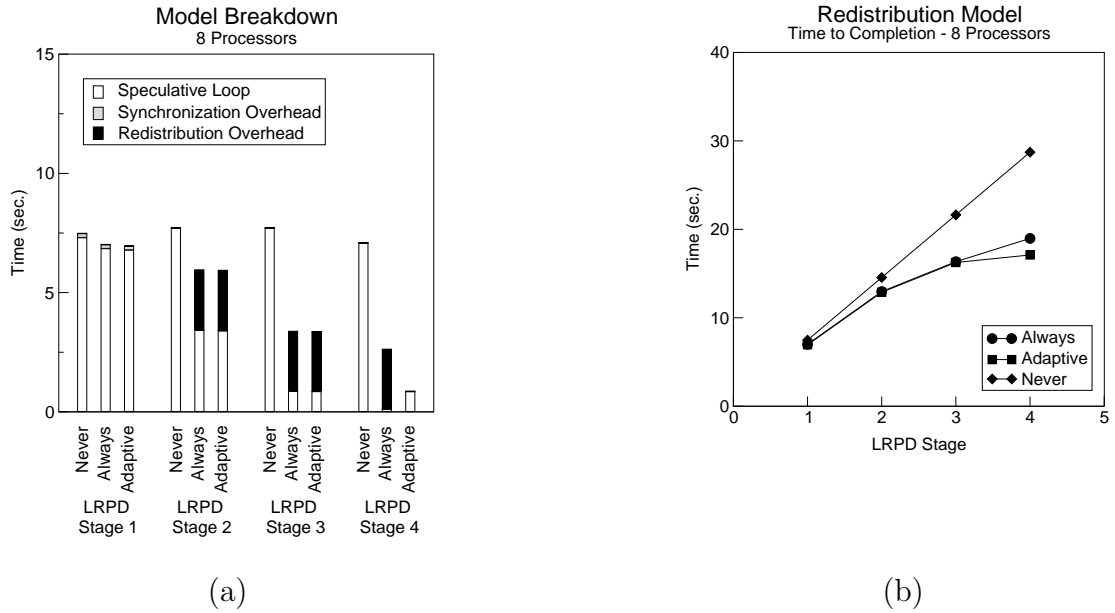 Model Breakdown
8 Processors
15
10
5
0
Time (sec.)
Speculative Loop
Synchronization Overhead
Redistribution Overhead
Never
Always
Adaptive
Never
Always
Adaptive
Never
Always
Adaptive
Never
Always
Adaptive
LRPD
Stage 1
LRPD
Stage 2
LRPD
Stage 3
LRPD
Stage 4
(a)
Redistribution Model
Time to Completion - 8 Processors
40
30
20
10
0
Time (sec.)
Always
Adaptive
Never
0 1 2 3 4 5
LRPD Stage
(b)